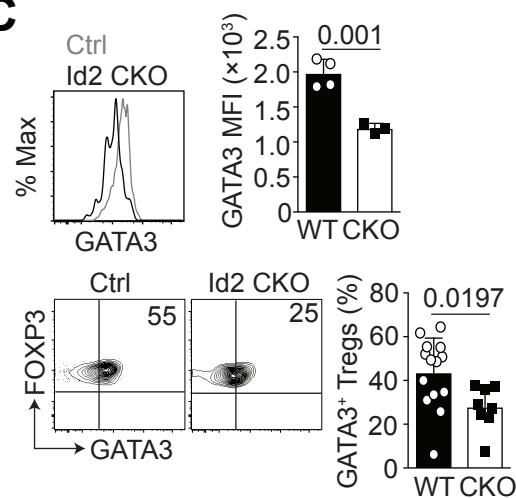 C
Ctrl
Id2 CKO
% Max
GATA3
GATA3 MFI (×10³)
2.5
2.0
1.5
1.0
0.5
0
0.001
WT CKO
Ctrl
Id2 CKO
55
25
FOXP3
GATA3
GATA3⁺ Tregs (%)
80
60
40
20
0
0.0197
WT CKO